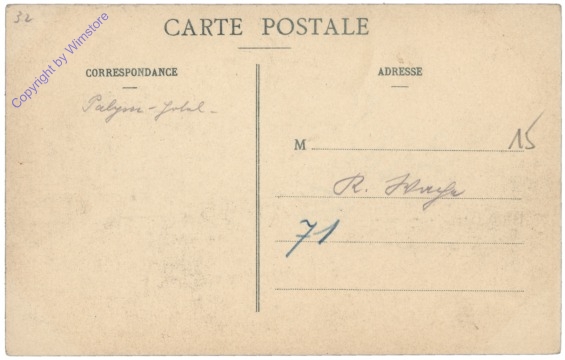 32
Copyright by Wimstore
CARTE POSTALE
CORRESPONDANCE
ADRESSE
15
M
R.
71